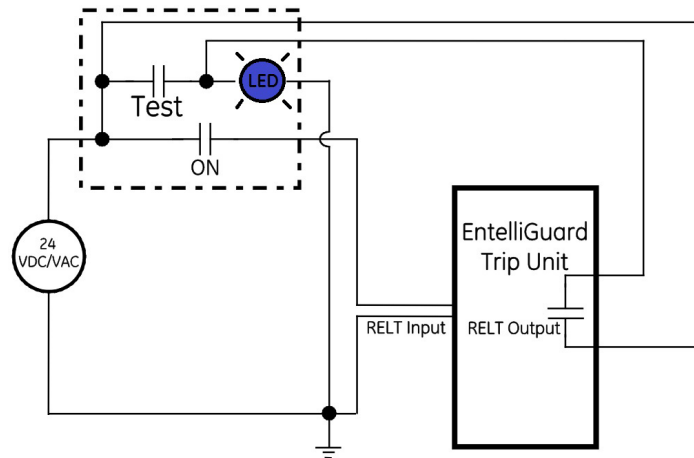 LED
Test
ON
24
VDC/VAC
EntelliGuard
Trip Unit
RELT Input
RELT Output